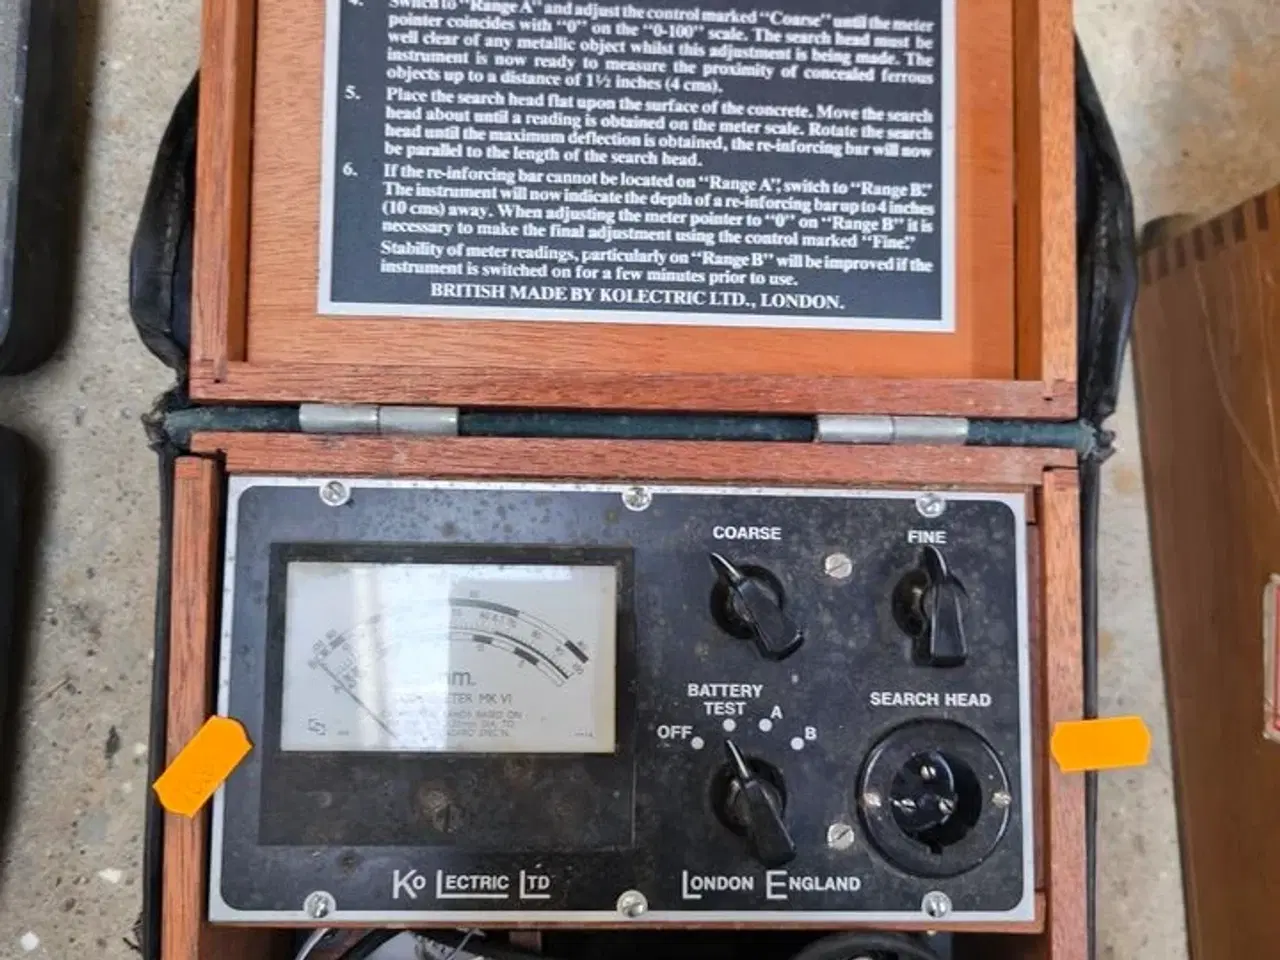 4. Switch to "Range A" and adjust the control marked "Coarse" until the meter
pointer coincides with "0" on the "0-100" scale. The search head must be
well clear of any metallic object whilst this adjustment is being made. The
instrument is now ready to measure the proximity of concealed ferrous
objects up to a distance of 1½ inches (4 cms).
5. Place the search head flat upon the surface of the concrete. Move the search
head about until a reading is obtained on the meter scale. Rotate the search
head until the maximum deflection is obtained, the re-inforcing bar will now
be parallel to the length of the search head.
6. If the re-inforcing bar cannot be located on "Range A", switch to "Range B."
The instrument will now indicate the depth of a re-inforcing bar up to 4 inches
(10 cms) away. When adjusting the meter pointer to "0" on "Range B" it is
necessary to make the final adjustment using the control marked "Fine."
Stability of meter readings, particularly on "Range B" will be improved if the
instrument is switched on for a few minutes prior to use.
BRITISH MADE BY KOLECTRIC LTD., LONDON.
COARSE
FINE
BATTERY
TEST
A
OFF
B
SEARCH HEAD
mm.
METER MK VI
BASED ON
DIA. TO
KO LECTRIC LTD
LONDON ENGLAND